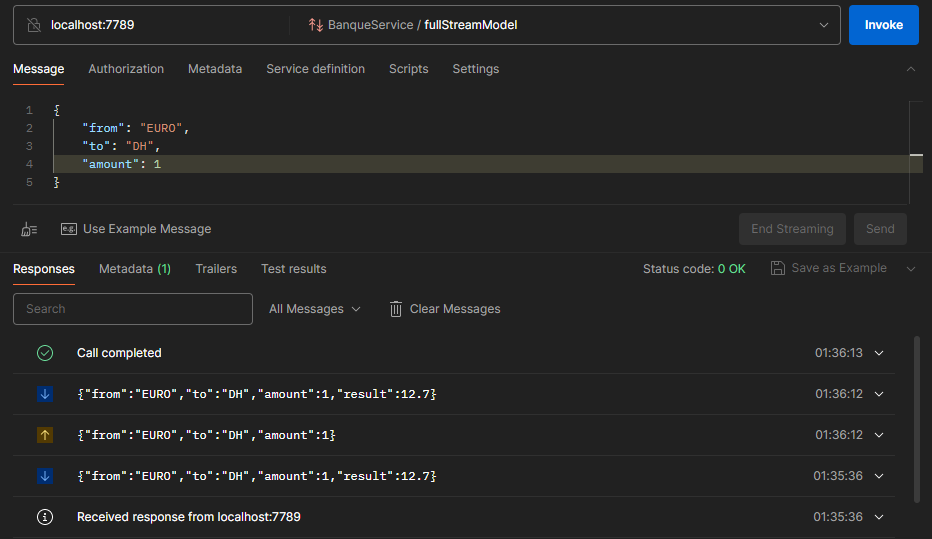 localhost:7789 BanqueService / fullStreamModel Invoke
Message Authorization Metadata Service definition Scripts Settings
1 {
2 "from": "EURO",
3 "to": "DH",
4 "amount": 1
5 }
e.g. Use Example Message End Streaming Send
Responses Metadata (1) Trailers Test results Status code: 0 OK Save as Example
Search All Messages Clear Messages
Call completed 01:36:13
{"from":"EURO","to":"DH","amount":1,"result":12.7} 01:36:12
{"from":"EURO","to":"DH","amount":1} 01:36:12
{"from":"EURO","to":"DH","amount":1,"result":12.7} 01:35:36
Received response from localhost:7789 01:35:36